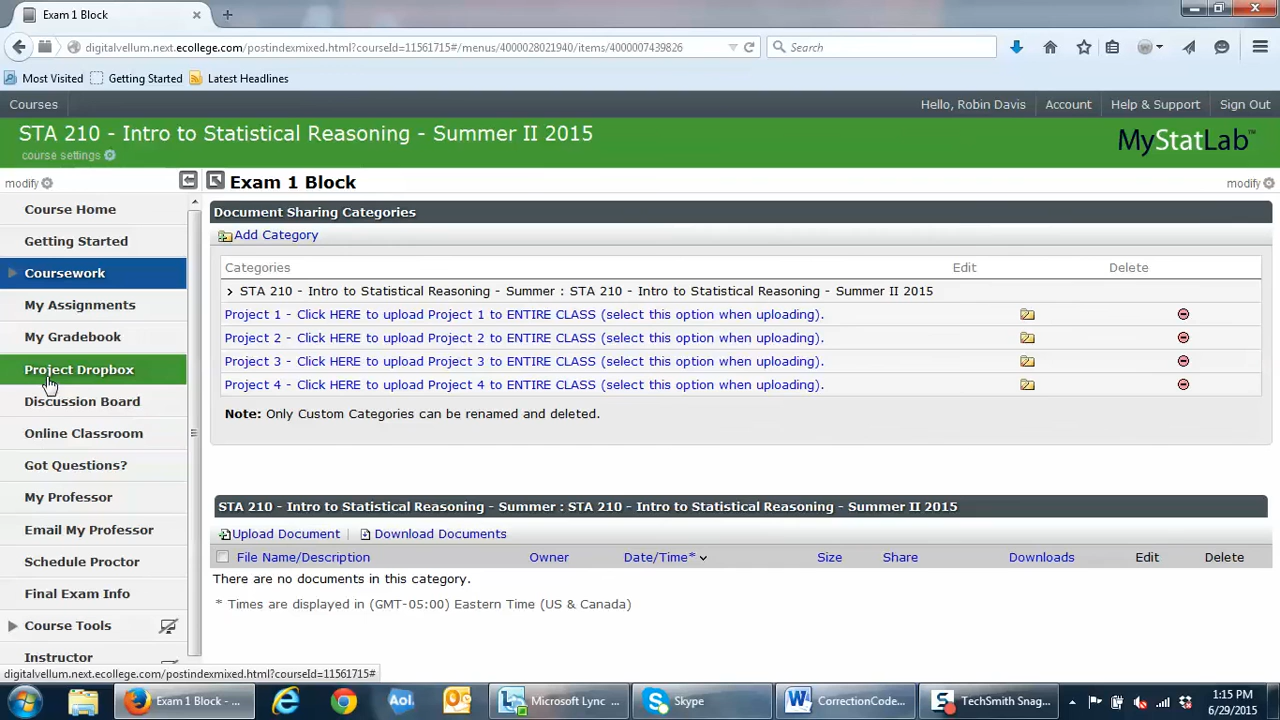 Exam 1 Block
digitalvellum.next.ecollege.com/postindexmixed.html?courseId=11561715#/menus/4000028021940/items/4000007439826
Search
Most Visited
Getting Started
Latest Headlines
Courses
Hello, Robin Davis
Account
Help & Support
Sign Out
STA 210 - Intro to Statistical Reasoning - Summer II 2015
MyStatLab™
course settings
modify
Exam 1 Block
modify
Course Home
Getting Started
Coursework
My Assignments
My Gradebook
Project Dropbox
Discussion Board
Online Classroom
Got Questions?
My Professor
Email My Professor
Schedule Proctor
Final Exam Info
Course Tools
Instructor
Document Sharing Categories
Add Category
Categories Edit Delete
STA 210 - Intro to Statistical Reasoning - Summer : STA 210 - Intro to Statistical Reasoning - Summer II 2015
Project 1 - Click HERE to upload Project 1 to ENTIRE CLASS (select this option when uploading).
Project 2 - Click HERE to upload Project 2 to ENTIRE CLASS (select this option when uploading).
Project 3 - Click HERE to upload Project 3 to ENTIRE CLASS (select this option when uploading).
Project 4 - Click HERE to upload Project 4 to ENTIRE CLASS (select this option when uploading).
Note: Only Custom Categories can be renamed and deleted.
STA 210 - Intro to Statistical Reasoning - Summer : STA 210 - Intro to Statistical Reasoning - Summer II 2015
Upload Document | Download Documents
File Name/Description Owner Date/Time* Size Share Downloads Edit Delete
There are no documents in this category.
* Times are displayed in (GMT-05:00) Eastern Time (US & Canada)
digitalvellum.next.ecollege.com/postindexmixed.html?courseId=11561715#
Exam 1 Block - ...
Aol.
Microsoft Lync ...
Skype
CorrectionCode...
TechSmith Snag...
1:15 PM
6/29/2015